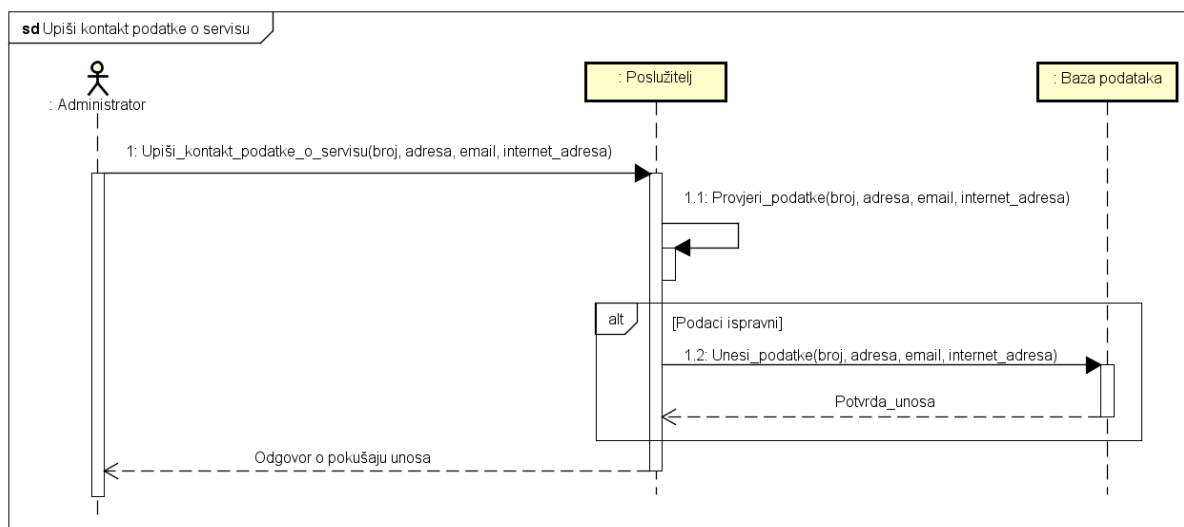 sd Upiši kontakt podatke o servisu
: Administrator
: Poslužitelj
: Baza podataka
1: Upiši_kontakt_podatke_o_servisu(broj, adresa, email, internet_adresa)
1.1: Provjeri_podatke(broj, adresa, email, internet_adresa)
alt
[Podaci ispravni]
1.2: Unesi_podatke(broj, adresa, email, internet_adresa)
Potvrda_unosa
Odgovor o pokušaju unosa